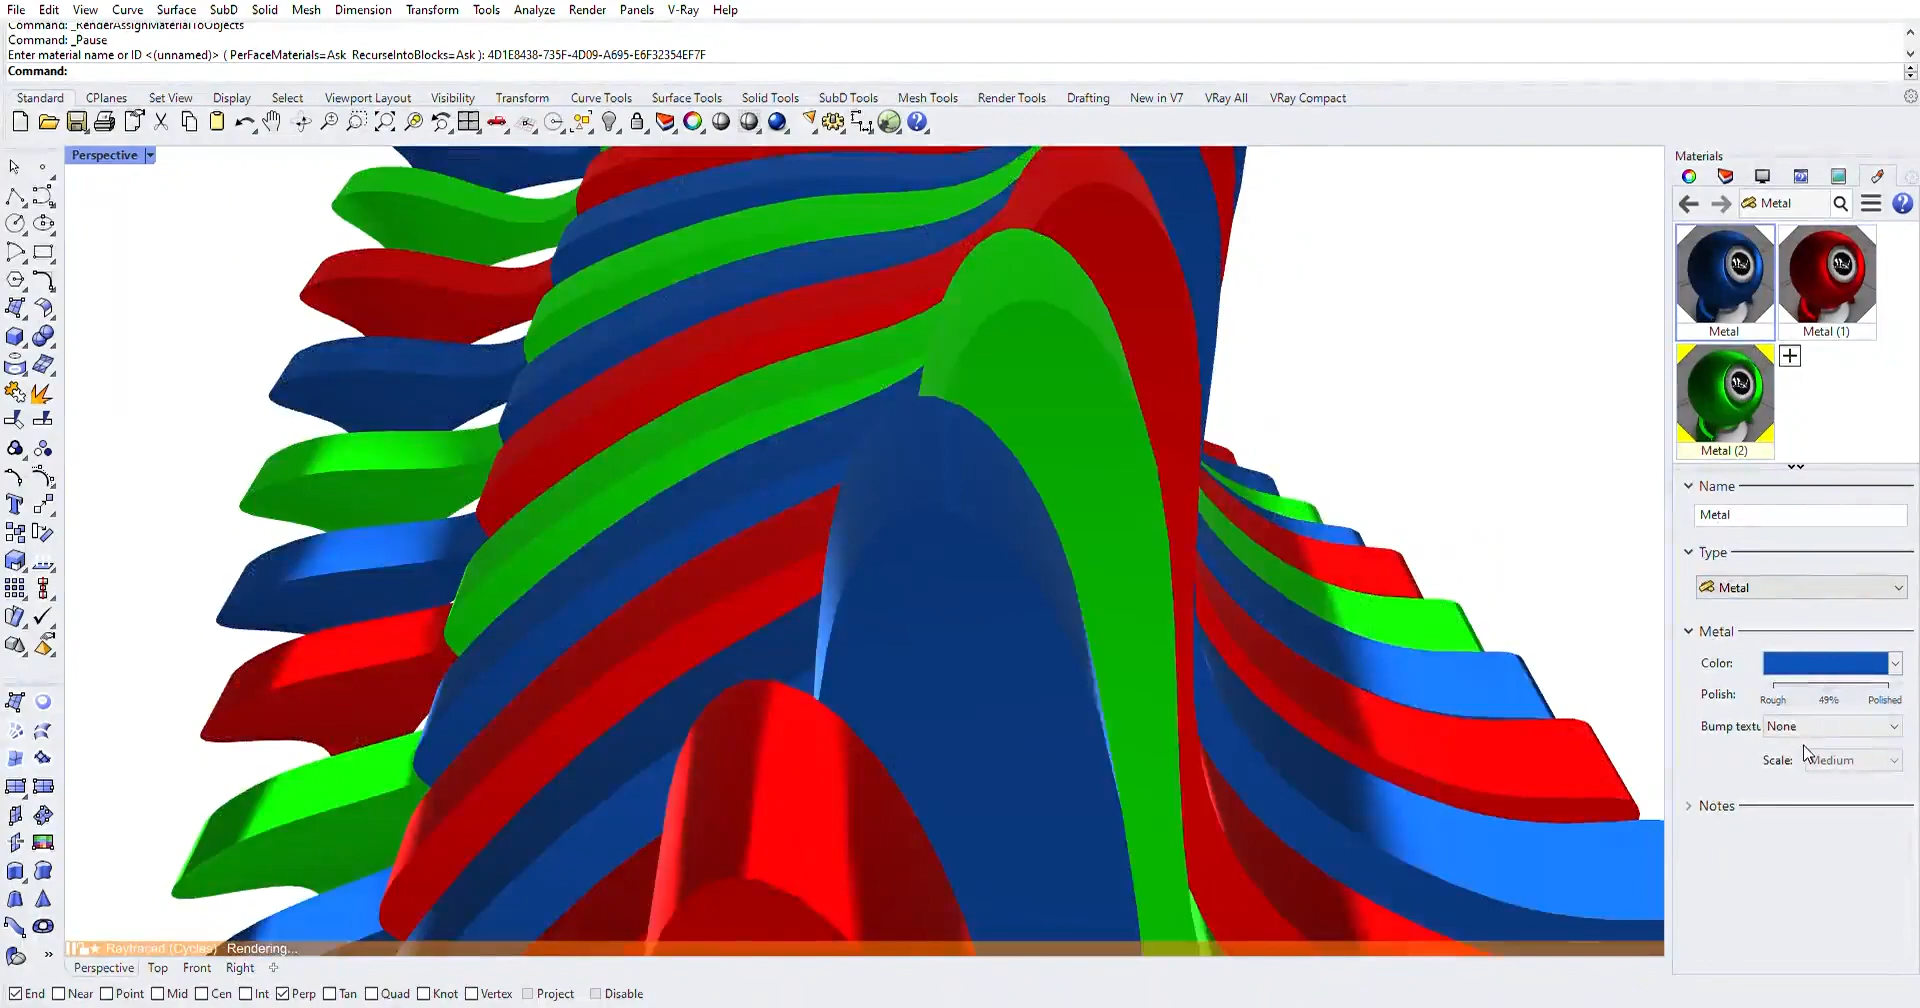 File Edit View Curve Surface SubD Solid Mesh Dimension Transform Tools Analyze Render Panels V-Ray Help
Command: _RenderAssignMaterialToObjects
Command: _Pause
Enter material name or ID <(unnamed)> ( PerFaceMaterials=Ask RecurseIntoBlocks=Ask ): 4D1E8438-735F-4D09-A695-E6F32354EF7F
Command:
Standard CPlanes Set View Display Select Viewport Layout Visibility Transform Curve Tools Surface Tools Solid Tools SubD Tools Mesh Tools Render Tools Drafting New in V7 VRay All VRay Compact
Perspective
Materials
Metal
Metal
Metal (1)
Metal (2)
Name
Metal
Type
Metal
Metal
Color:
Polish:
Rough 49% Polished
Bump textu None
Scale: Medium
Notes
Raytraced (Cycles) Rendering...
Perspective Top Front Right
End Near Point Mid Cen Int Perp Tan Quad Knot Vertex Project Disable